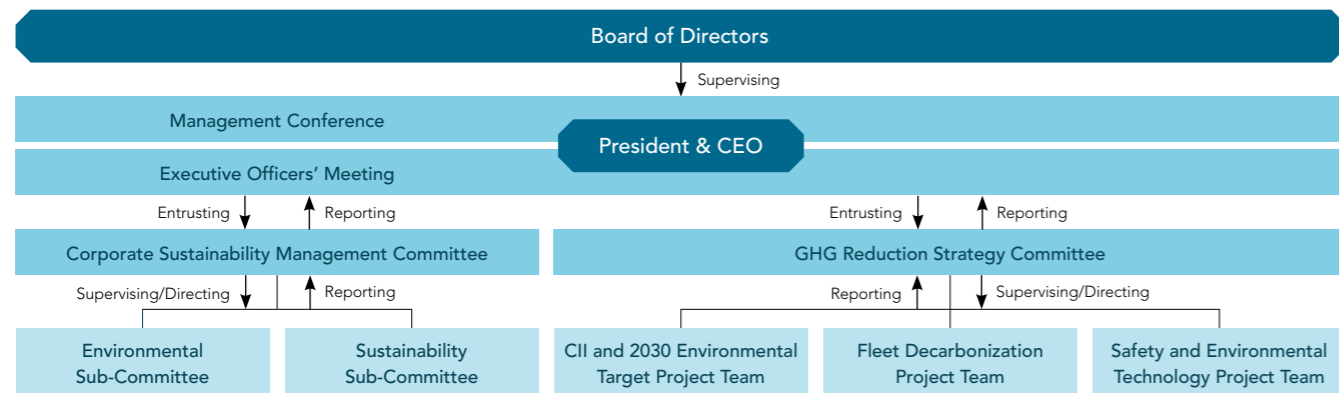 Board of Directors
Supervising
Management Conference
President & CEO
Executive Officers’ Meeting
Entrusting
Reporting
Entrusting
Reporting
Corporate Sustainability Management Committee
GHG Reduction Strategy Committee
Supervising/Directing
Reporting
Reporting
Supervising/Directing
Environmental
Sub-Committee
Sustainability
Sub-Committee
CII and 2030 Environmental
Target Project Team
Fleet Decarbonization
Project Team
Safety and Environmental
Technology Project Team